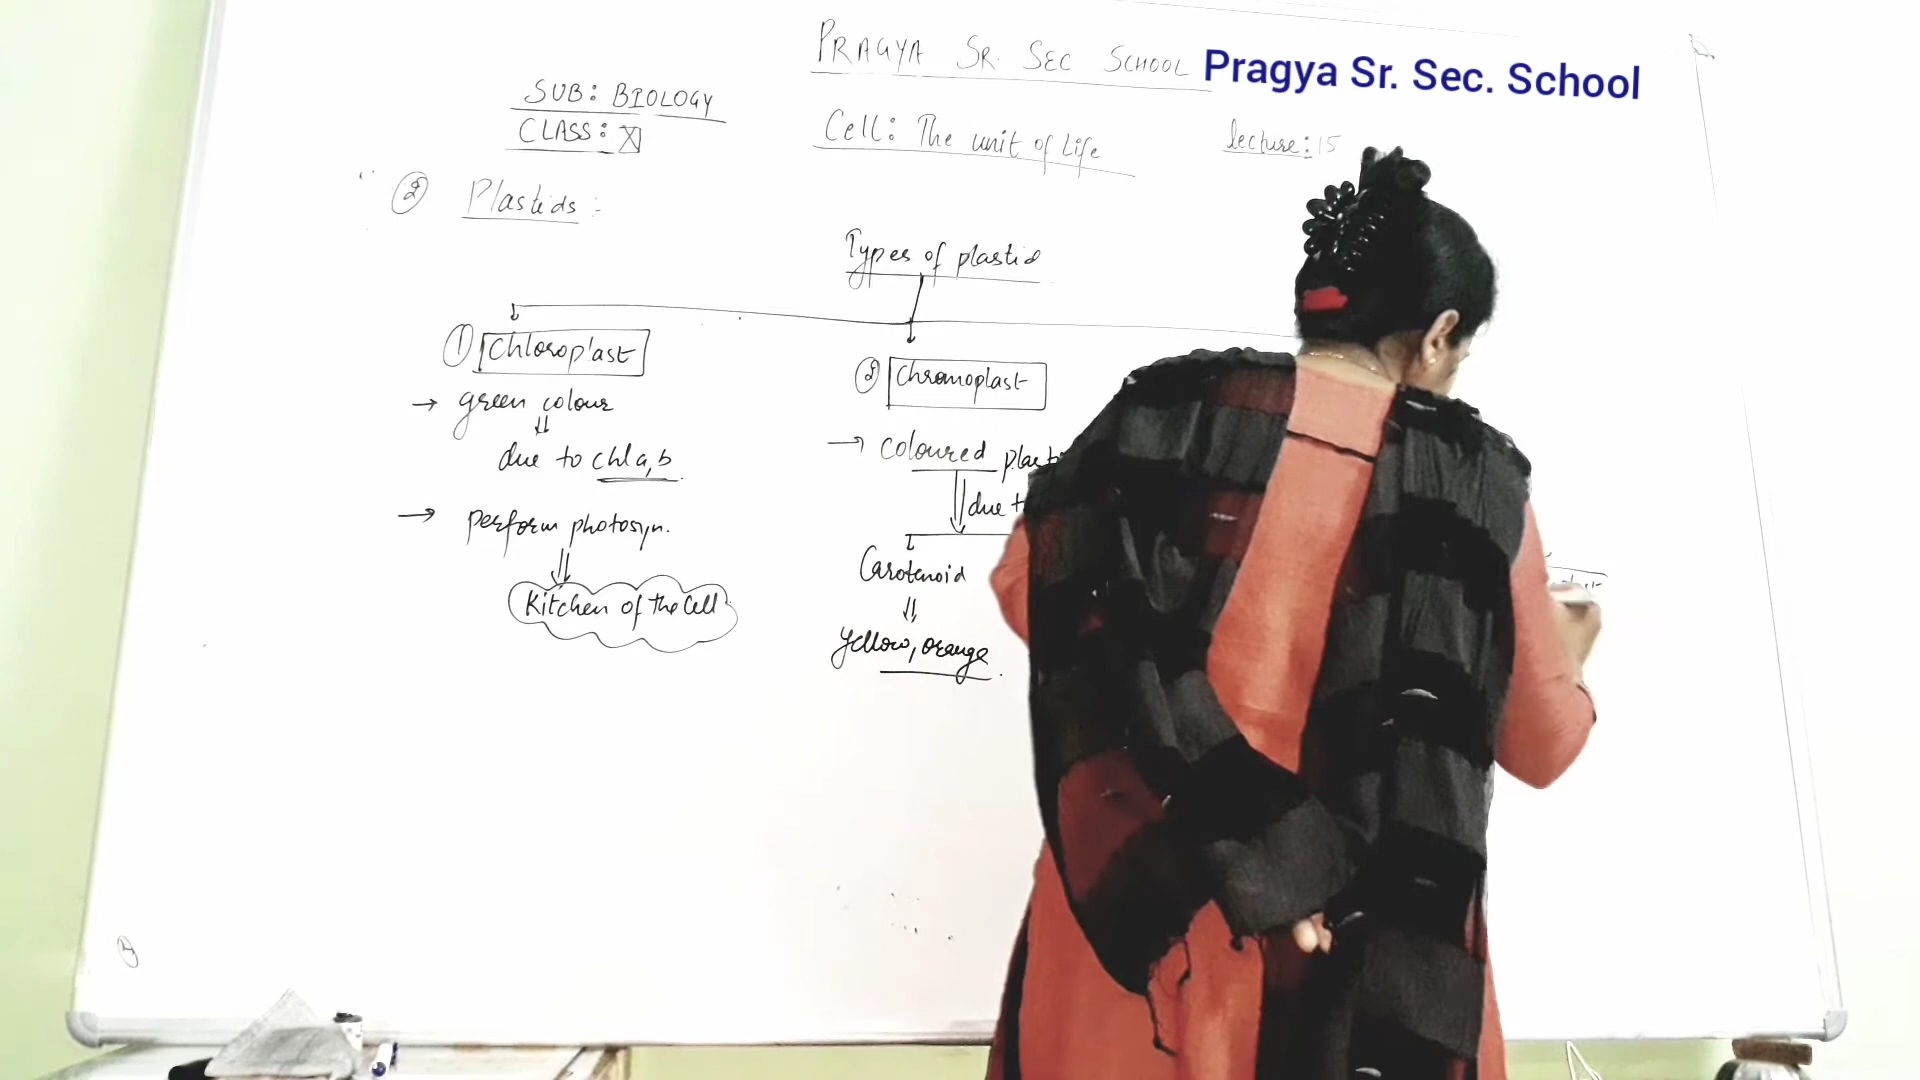 PRAGYA SR. SEC SCHOOL
Pragya Sr. Sec. School
SUB: BIOLOGY
CLASS: XI
Cell: The unit of Life
lecture: 15
② Plastids :-
Types of plastid
① Chloroplast
→ green colour
due to chl a, b
→ perform photosyn.
Kitchen of the Cell
② Chromoplast
→ coloured
due
Carotenoid
yellow, orange